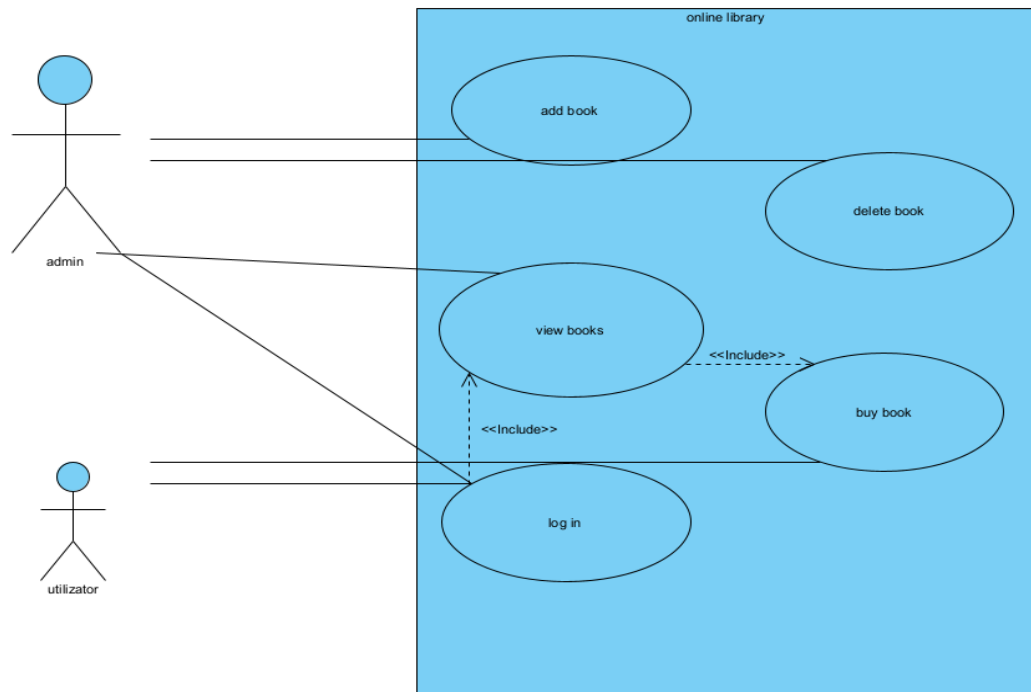 online library
add book
delete book
admin
view books
<<Include>>
buy book
<<Include>>
log in
utilizator